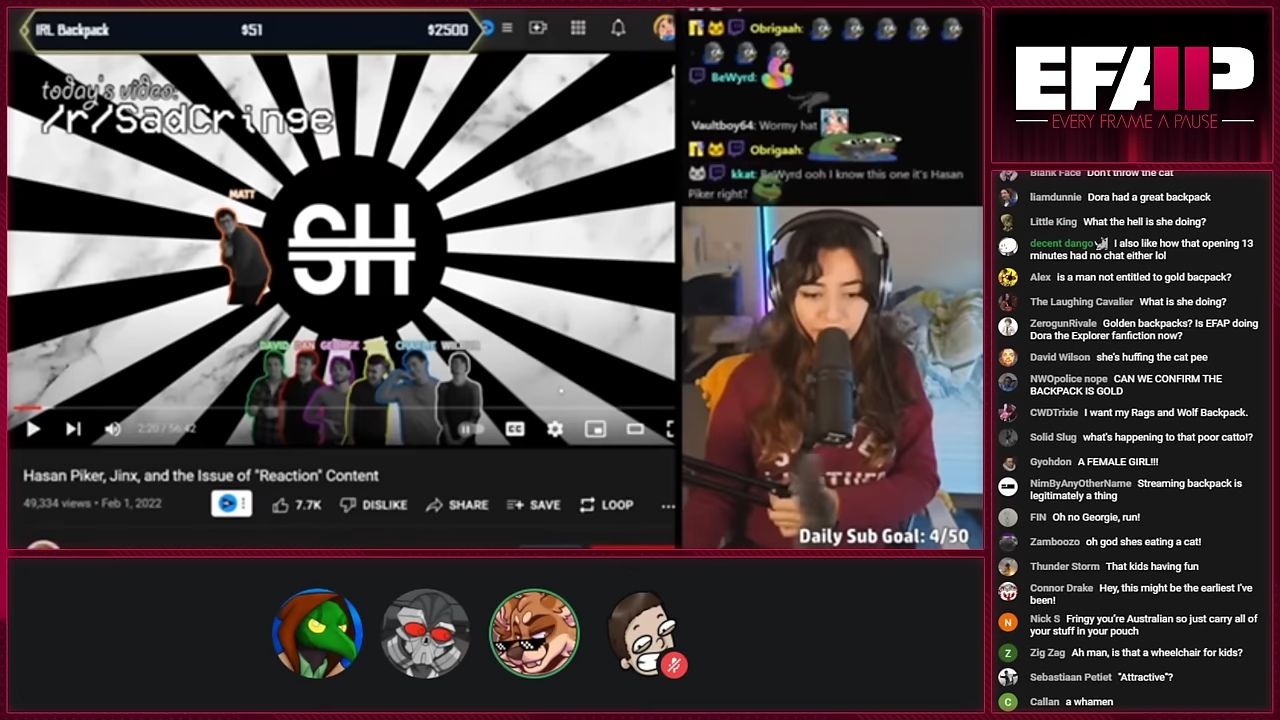 IRL Backpack $51 $2500
today's video:
/r/SadCringe
MATT
SH
2:20 / 56:42
Hasan Piker, Jinx, and the Issue of "Reaction" Content
49,334 views • Feb 1, 2022
7.7K DISLIKE SHARE SAVE LOOP
Obrigaah:
BeWyrd:
Vaultboy64: Wormy hat
Obrigaah:
kkat: BeWyrd ooh I know this one it's Hasan
Piker right?
Daily Sub Goal: 4/50
EFAP
EVERY FRAME A PAUSE
Blank Face Don't throw the cat
liamdunnie Dora had a great backpack
Little King What the hell is she doing?
decent dango I also like how that opening 13
minutes had no chat either lol
Alex is a man not entitled to gold bacpack?
The Laughing Cavalier What is she doing?
ZerogunRivale Golden backpacks? Is EFAP doing
Dora the Explorer fanfiction now?
David Wilson she's huffing the cat pee
NWOpolice nope CAN WE CONFIRM THE
BACKPACK IS GOLD
CWDTrixie I want my Rags and Wolf Backpack.
Solid Slug what's happening to that poor catto!?
Gyohdon A FEMALE GIRL!!!
NimByAnyOtherName Streaming backpack is
legitimately a thing
FIN Oh no Georgie, run!
Zamboozo oh god shes eating a cat!
Thunder Storm That kids having fun
Connor Drake Hey, this might be the earliest I've
been!
N Nick S Fringy you're Australian so just carry all of
your stuff in your pouch
Z Zig Zag Ah man, is that a wheelchair for kids?
Sebastiaan Petiet "Attractive"?
C Callan a whamen